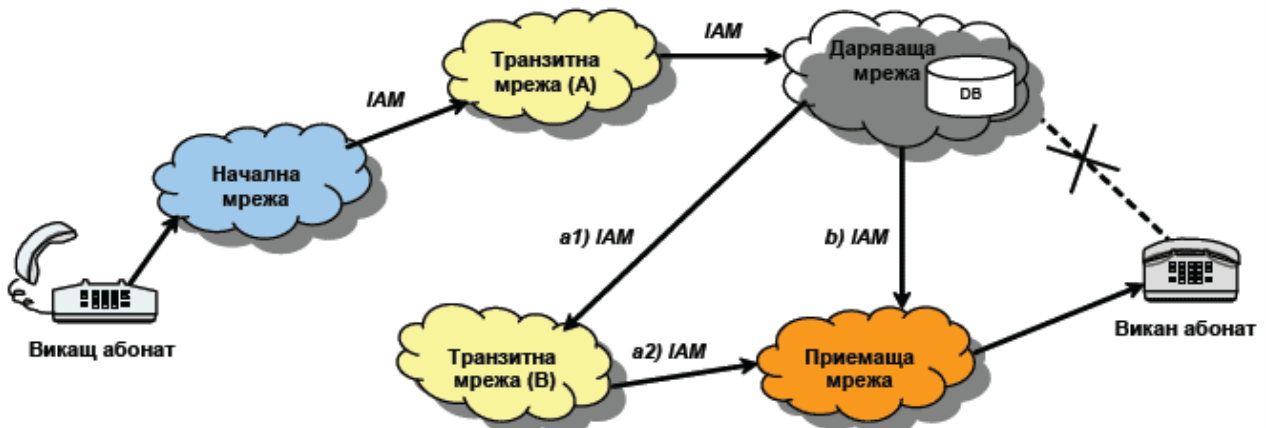 IAM
Транзитна
мрежа (A)
Даряваща
мрежа
DB
IAM
Начална
мрежа
a1) IAM
b) IAM
Викащ абонат
Викан абонат
Транзитна
мрежа (B)
a2) IAM
Приемаща
мрежа